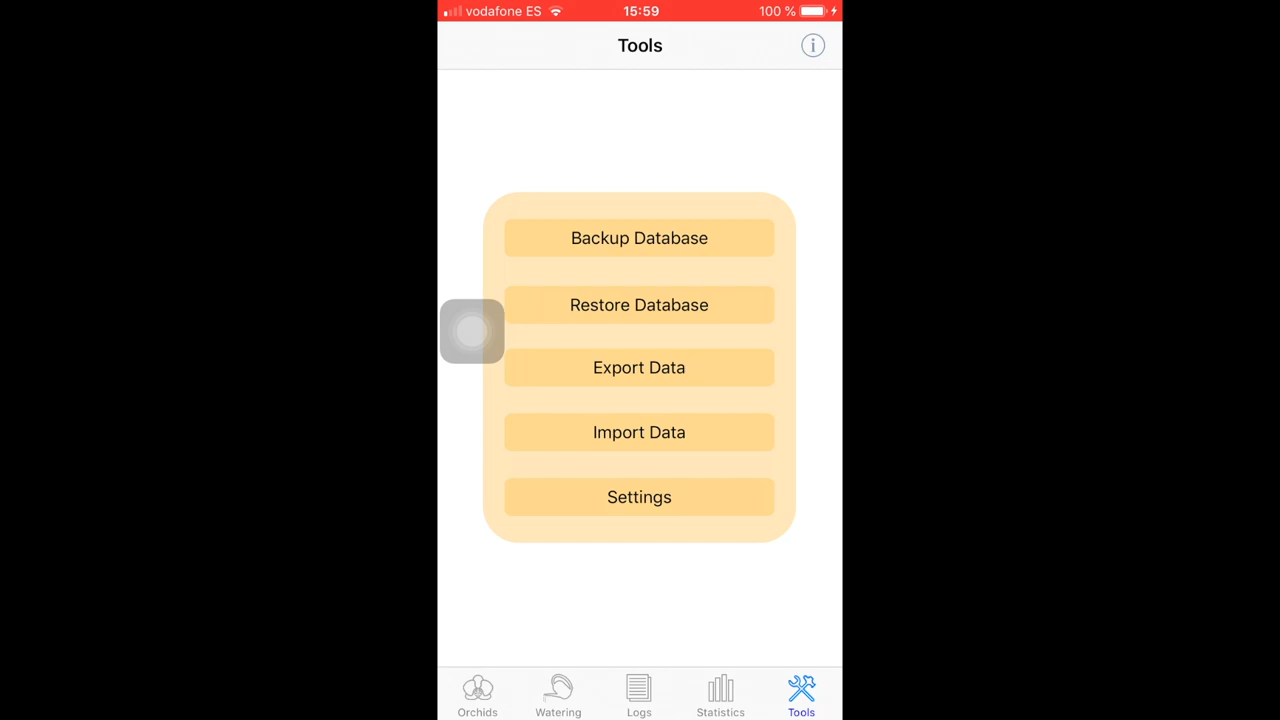 vodafone ES 15:59 100 %
Tools
Backup Database
Restore Database
Export Data
Import Data
Settings
Orchids Watering Logs Statistics Tools